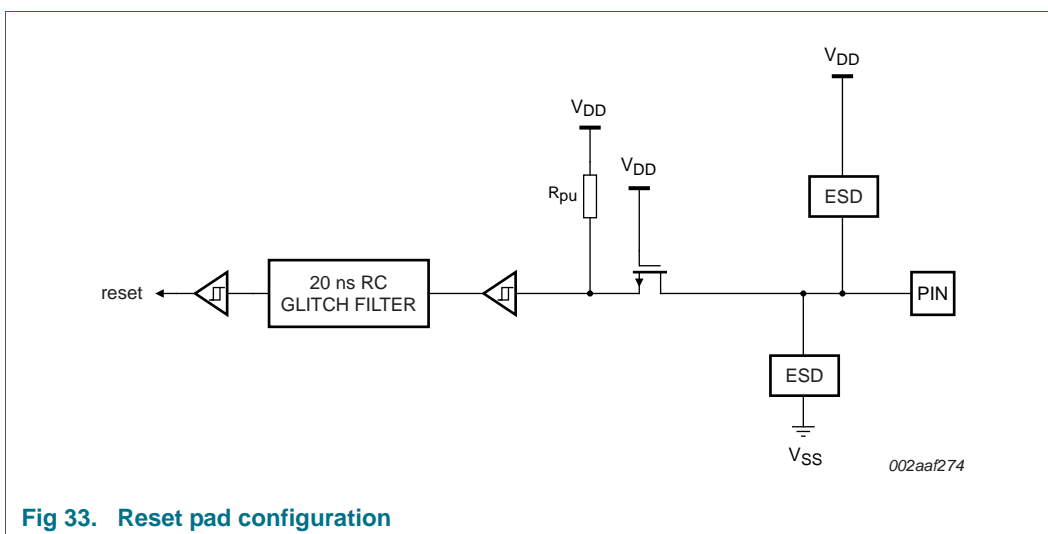 VDD
VDD
VDD
Rpu
ESD
reset
20 ns RC
GLITCH FILTER
PIN
ESD
VSS
002aaf274
Fig 33. Reset pad configuration